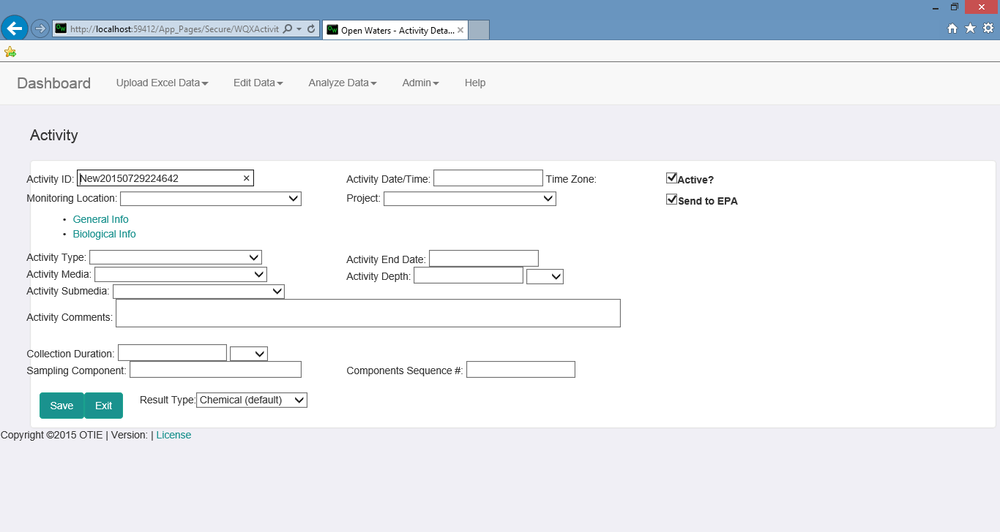 http://localhost:59412/App_Pages/Secure/WQXActivit
Open Waters - Activity Deta...
Dashboard Upload Excel Data Edit Data Analyze Data Admin Help
Activity
Activity ID: New20150729224642 Activity Date/Time: Time Zone: Active?
Monitoring Location: Project: Send to EPA
• General Info
• Biological Info
Activity Type: Activity End Date:
Activity Media: Activity Depth:
Activity Submedia:
Activity Comments:
Collection Duration:
Sampling Component: Components Sequence #:
Save Exit Result Type: Chemical (default)
Copyright ©2015 OTIE | Version: | License